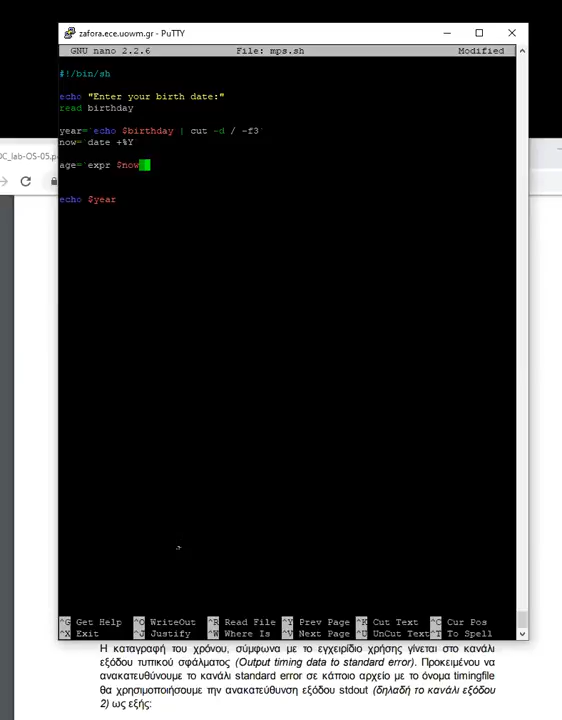 zafora.ece.uowm.gr - PuTTY
GNU nano 2.2.6 File: mps.sh Modified
#!/bin/sh
echo "Enter your birth date:"
read birthday
year=`echo $birthday | cut -d / -f3`
now=`date +%Y
age=`expr $now
echo $year
DC_lab-OS-05.p
^G Get Help ^O WriteOut ^R Read File ^Y Prev Page ^K Cut Text ^C Cur Pos
^X Exit ^J Justify ^W Where Is ^V Next Page ^U UnCut Text ^T To Spell
Η καταγραφή του χρόνου, σύμφωνα με το εγχειρίδιο χρήσης γίνεται στο κανάλι
εξόδου τυπικού σφάλματος (Output timing data to standard error). Προκειμένου να
ανακατευθύνουμε το κανάλι standard error σε κάποιο αρχείο με το όνομα timingfile
θα χρησιμοποιήσουμε την ανακατεύθυνση εξόδου stdout (δηλαδή το κανάλι εξόδου
2) ως εξής: